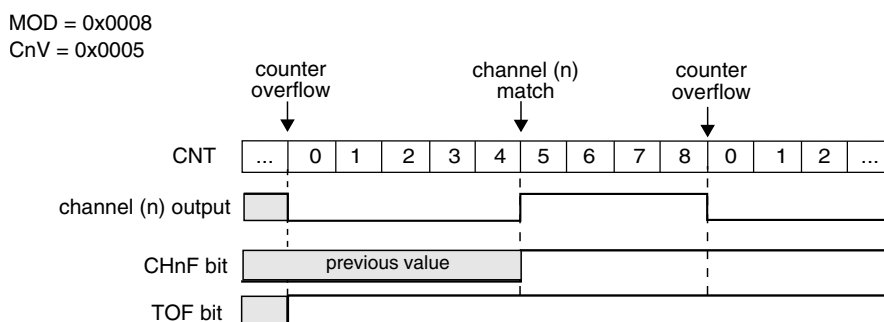 MOD = 0x0008
CnV = 0x0005
counter overflow
channel (n) match
counter overflow
CNT ... 0 1 2 3 4 5 6 7 8 0 1 2 ...
channel (n) output
CHnF bit previous value
TOF bit